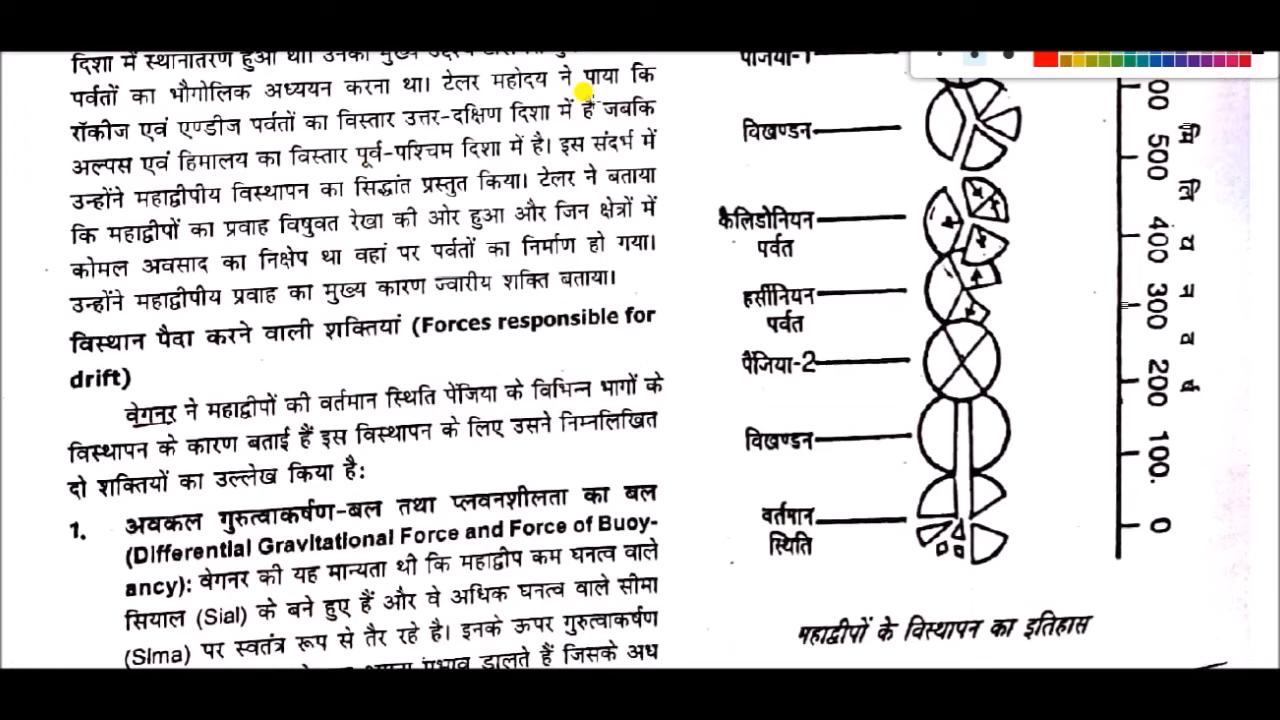 दिशा में स्थानातरण हुआ था। उनका मुख्य
पर्वतों का भौगोलिक अध्ययन करना था। टेलर महोदय ने पाया कि
रॉकीज एवं एण्डीज पर्वतों का विस्तार उत्तर-दक्षिण दिशा में है जबकि
अल्पस एवं हिमालय का विस्तार पूर्व-पश्चिम दिशा में है। इस संदर्भ में
उन्होंने महाद्वीपीय विस्थापन का सिद्धांत प्रस्तुत किया। टेलर ने बताया
कि महाद्वीपों का प्रवाह विषुवत रेखा की ओर हुआ और जिन क्षेत्रों में
कोमल अवसाद का निक्षेप था वहां पर पर्वतों का निर्माण हो गया।
उन्होंने महाद्वीपीय प्रवाह का मुख्य कारण ज्वारीय शक्ति बताया।
विस्थान पैदा करने वाली शक्तियां (Forces responsible for
drift)
वेगनर ने महाद्वीपों की वर्तमान स्थिति पेंजिया के विभिन्न भागों के
विस्थापन के कारण बताई हैं इस विस्थापन के लिए उसने निम्नलिखित
दो शक्तियों का उल्लेख किया है:
1. अवकल गुरुत्वाकर्षण-बल तथा प्लवनशीलता का बल
(Differential Gravitational Force and Force of Buoy-
ancy): वेगनर की यह मान्यता थी कि महाद्वीप कम घनत्व वाले
सियाल (Sial) के बने हुए हैं और वे अधिक घनत्व वाले सीमा
(Sima) पर स्वतंत्र रूप से तैर रहे है। इनके ऊपर गुरुत्वाकर्षण
प्रभाव डालते हैं जिसके अध
पेंजिया-1
विखण्डन
कैलिडोनियन
पर्वत
हर्सीनियन
पर्वत
पैंजिया-2
विखण्डन
वर्तमान
स्थिति
00
500
400
300
200
100.
0
मि लि य न व र्ष
महाद्वीपों के विस्थापन का इतिहास